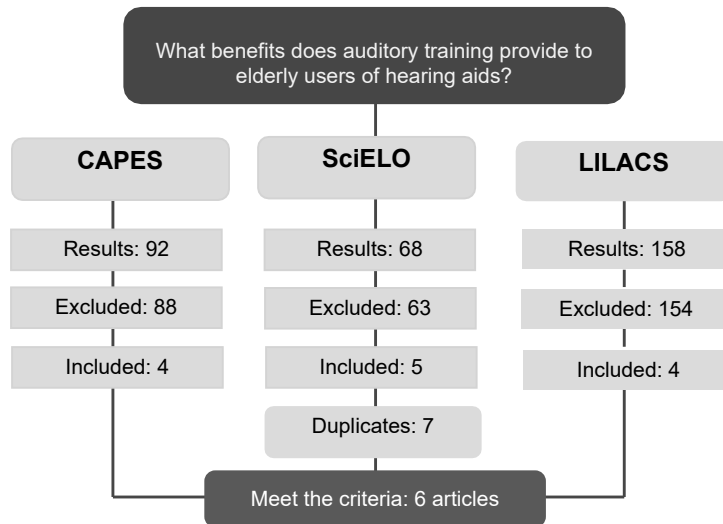 What benefits does auditory training provide to
elderly users of hearing aids?
CAPES
SciELO
LILACS
Results: 92
Results: 68
Results: 158
Excluded: 88
Excluded: 63
Excluded: 154
Included: 4
Included: 5
Included: 4
Duplicates: 7
Meet the criteria: 6 articles